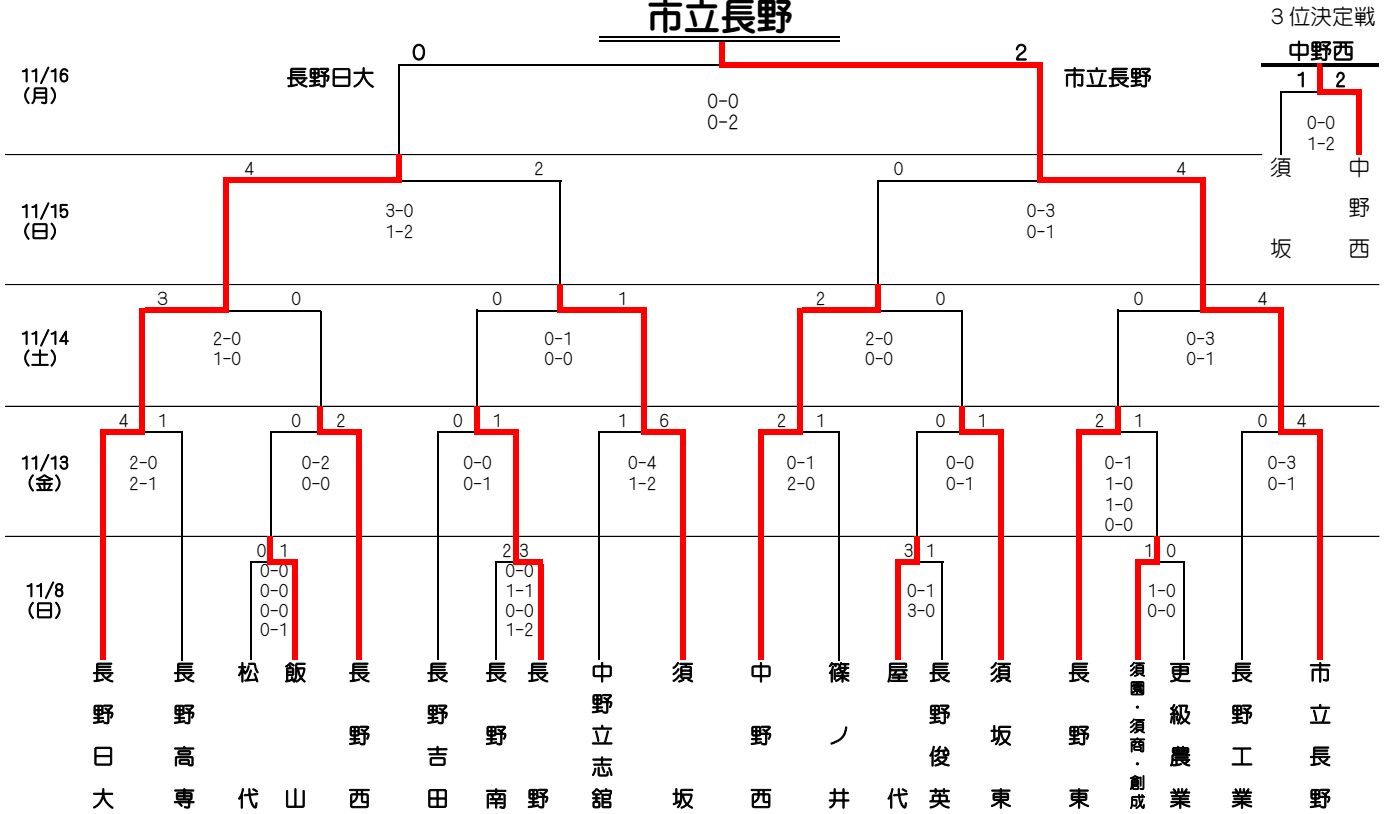 市立長野
3位決定戦
0 2
中野西
11/16
(月)
長野日大
市立長野
1 2
0-0
0-2
0-0
1-2
須坂
中野西
4 2 0 4
11/15
(日)
3-0
1-2
0-3
0-1
3 0 0 1 2 0 0 4
11/14
(土)
2-0
1-0
0-1
0-0
2-0
0-0
0-3
0-1
4 1 0 2 0 1 1 6 2 1 0 1 2 1 0 4
11/13
(金)
2-0
2-1
0-2
0-0
0-0
0-1
0-4
1-2
0-1
2-0
0-0
0-1
0-1
1-0
1-0
0-0
0-3
0-1
0 1 2 3 3 1 1 0
11/8
(日)
0-0
0-0
0-0
0-1
0-0
1-1
0-0
1-2
0-1
3-0
1-0
0-0
長野日大
長野高専
松代
飯山
長野西
長野吉田
長野南
長野
中野立志舘
須坂
中野西
篠ノ井
屋代
長野俊英
須坂東
長野東
須園・須商・創成
更級農業
長野工業
市立長野